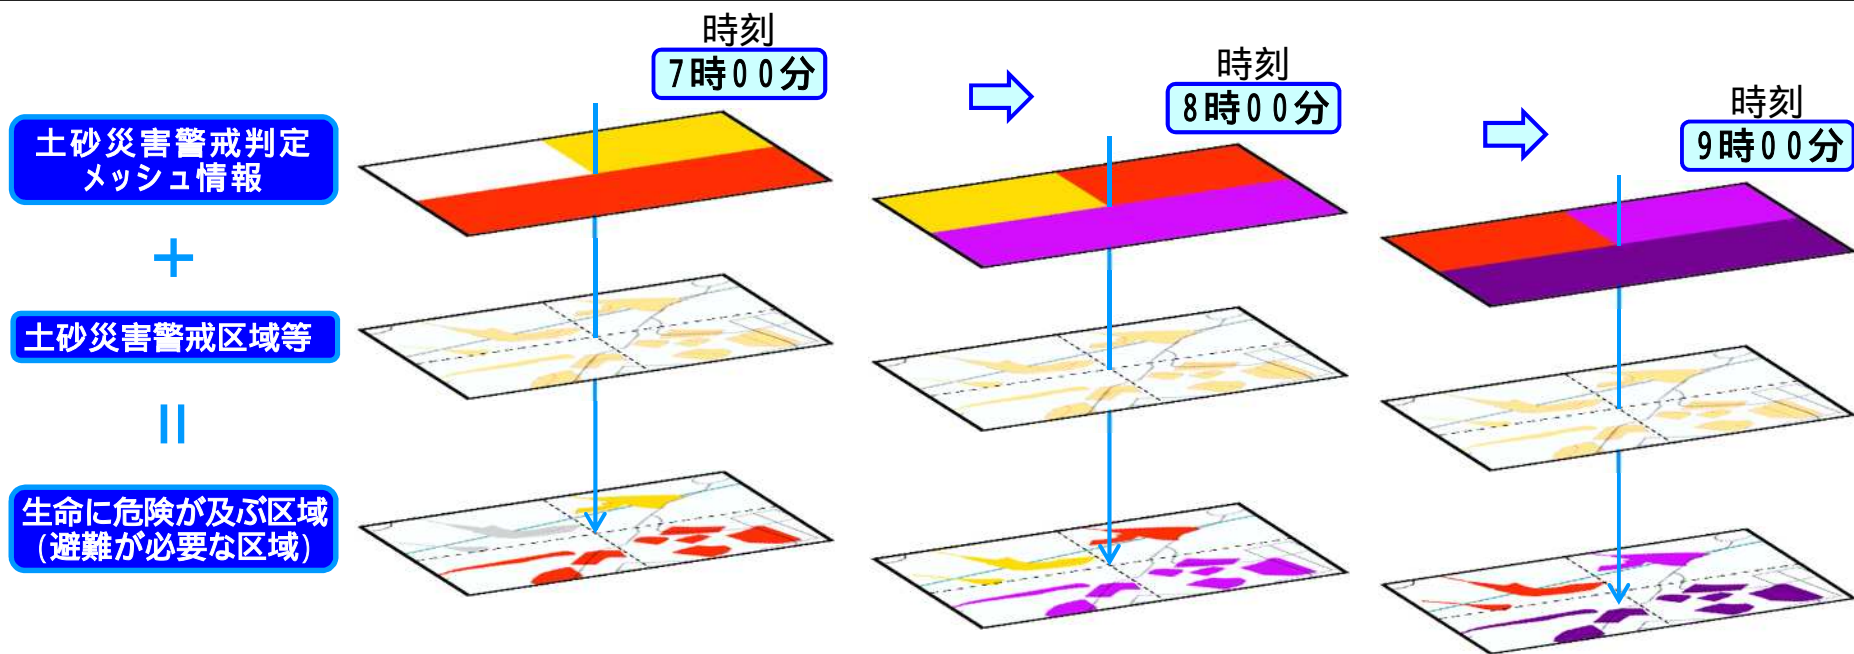 時刻
7時00分
時刻
8時00分
時刻
9時00分
土砂災害警戒判定
メッシュ情報
+
土砂災害警戒区域等
=
生命に危険が及ぶ区域
(避難が必要な区域)